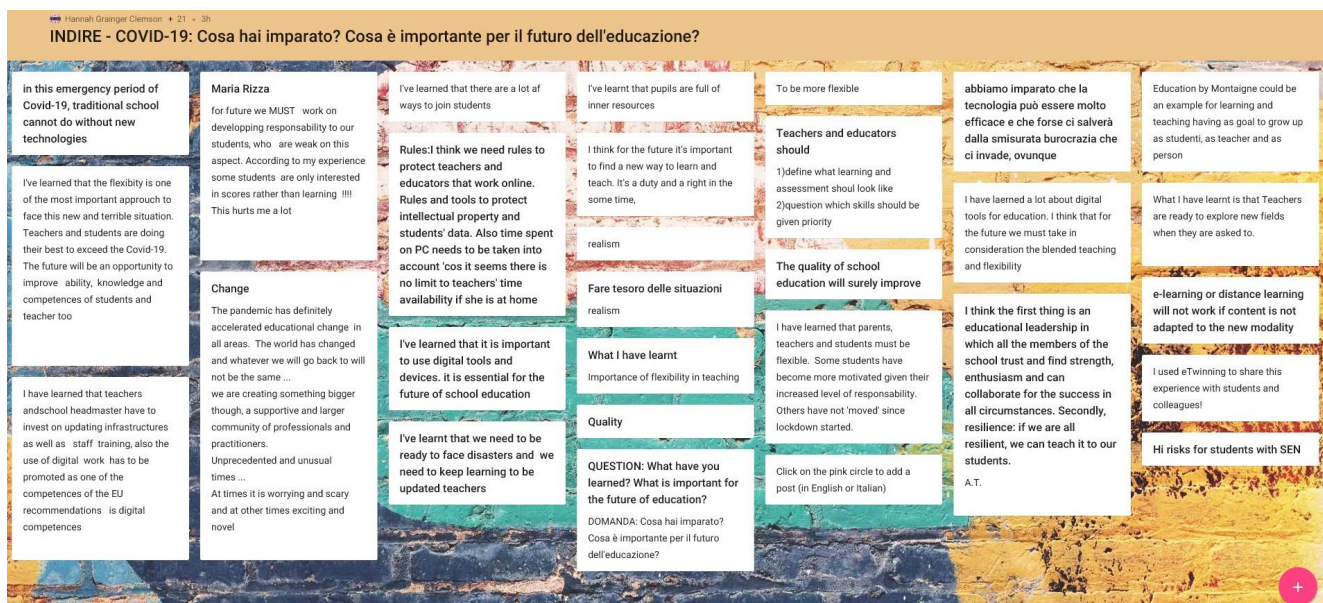 Hannah Grainger Clemson + 21 • 3h
INDIRE - COVID-19: Cosa hai imparato? Cosa è importante per il futuro dell'educazione?
in this emergency period of
Covid-19, traditional school
cannot do without new
technologies
I've learned that the flexibity is one
of the most important approuch to
face this new and terrible situation.
Teachers and students are doing
their best to exceed the Covid-19.
The future will be an opportunity to
improve ability, knowledge and
competences of students and
teacher too
I have learned that teachers
andschool headmaster have to
invest on updating infrastructures
as well as staff training, also the
use of digital work has to be
promoted as one of the
competences of the EU
recommendations is digital
competences
Maria Rizza
for future we MUST work on
developping responsability to our
students, who are weak on this
aspect. According to my experience
some students are only interested
in scores rather than learning !!!!
This hurts me a lot
Change
The pandemic has definitely
accelerated educational change in
all areas. The world has changed
and whatever we will go back to will
not be the same ...
we are creating something bigger
though, a supportive and larger
community of professionals and
practitioners.
Unprecedented and unusual
times ...
At times it is worrying and scary
and at other times exciting and
novel
I've learned that there are a lot af
ways to join students
Rules:I think we need rules to
protect teachers and
educators that work online.
Rules and tools to protect
intellectual property and
students' data. Also time spent
on PC needs to be taken into
account 'cos it seems there is
no limit to teachers' time
availability if she is at home
I've learned that it is important
to use digital tools and
devices. it is essential for the
future of school education
I've learnt that we need to be
ready to face disasters and we
need to keep learning to be
updated teachers
I've learnt that pupils are full of
inner resources
I think for the future it's important
to find a new way to learn and
teach. It's a duty and a right in the
some time,
realism
Fare tesoro delle situazioni
realism
What I have learnt
Importance of flexibility in teaching
Quality
QUESTION: What have you
learned? What is important for
the future of education?
DOMANDA: Cosa hai imparato?
Cosa è importante per il futuro
dell'educazione?
To be more flexible
Teachers and educators
should
1)define what learning and
assessment shoul look like
2)question which skills should be
given priority
The quality of school
education will surely improve
I have learned that parents,
teachers and students must be
flexible. Some students have
become more motivated given their
increased level of responsability.
Others have not 'moved' since
lockdown started.
Click on the pink circle to add a
post (in English or Italian)
abbiamo imparato che la
tecnologia può essere molto
efficace e che forse ci salverà
dalla smisurata burocrazia che
ci invade, ovunque
I have laerned a lot about digital
tools for education. I think that for
the future we must take in
consideration the blended teaching
and flexibility
I think the first thing is an
educational leadership in
which all the members of the
school trust and find strength,
enthusiasm and can
collaborate for the success in
all circumstances. Secondly,
resilience: if we are all
resilient, we can teach it to our
students.
A.T.
Education by Montaigne could be
an example for learning and
teaching having as goal to grow up
as studenti, as teacher and as
person
What I have learnt is that Teachers
are ready to explore new fields
when they are asked to.
e-learning or distance learning
will not work if content is not
adapted to the new modality
I used eTwinning to share this
experience with students and
colleagues!
Hi risks for students with SEN
+